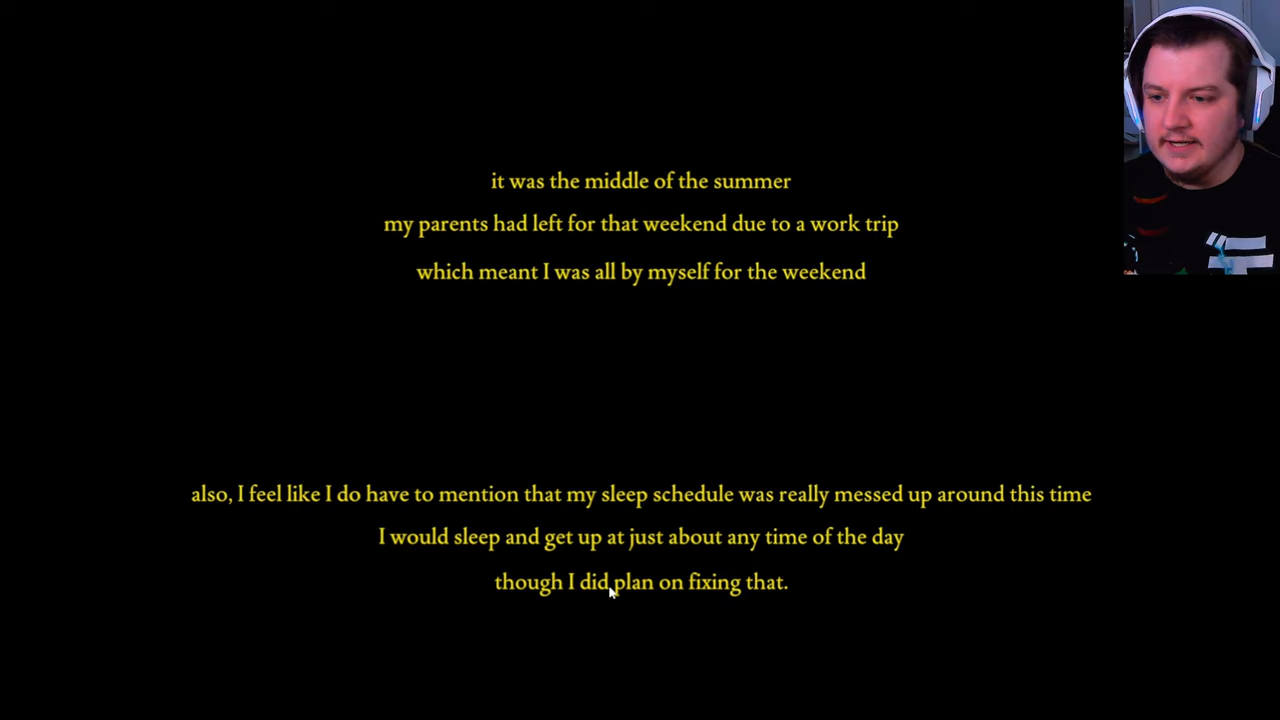 it was the middle of the summer
my parents had left for that weekend due to a work trip
which meant I was all by myself for the weekend
also, I feel like I do have to mention that my sleep schedule was really messed up around this time
I would sleep and get up at just about any time of the day
though I did plan on fixing that.